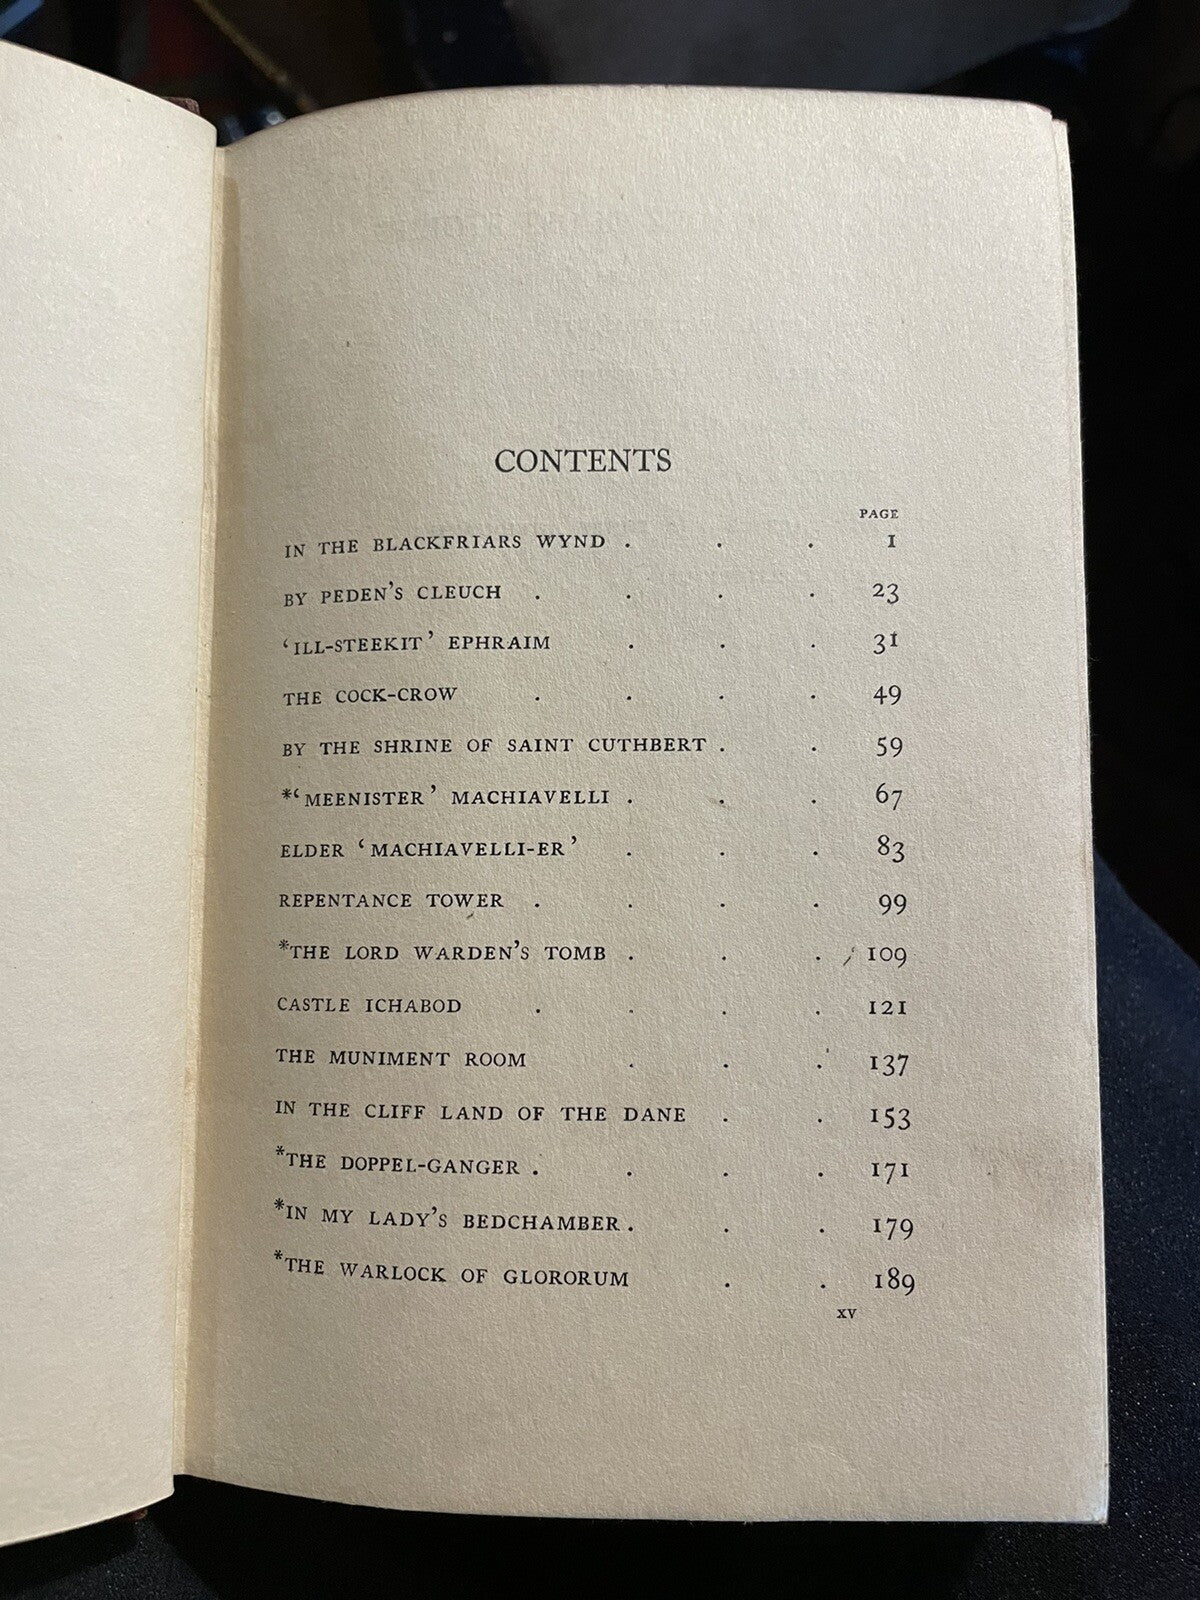 CONTENTS
PAGE
IN THE BLACKFRIARS WYND . . . 1
BY PEDEN'S CLEUCH . . . . 23
'ILL-STEEKIT' EPHRAIM . . . 31
THE COCK-CROW . . . . 49
BY THE SHRINE OF SAINT CUTHBERT . . 59
*'MEENISTER' MACHIAVELLI . . . 67
ELDER 'MACHIAVELLI-ER' . . . 83
REPENTANCE TOWER . . . . 99
*THE LORD WARDEN'S TOMB . . . 109
CASTLE ICHABOD . . . . 121
THE MUNIMENT ROOM . . . 137
IN THE CLIFF LAND OF THE DANE . . 153
*THE DOPPEL-GANGER . . . . 171
*IN MY LADY'S BEDCHAMBER . . . 179
*THE WARLOCK OF GLORORUM . . 189
xv